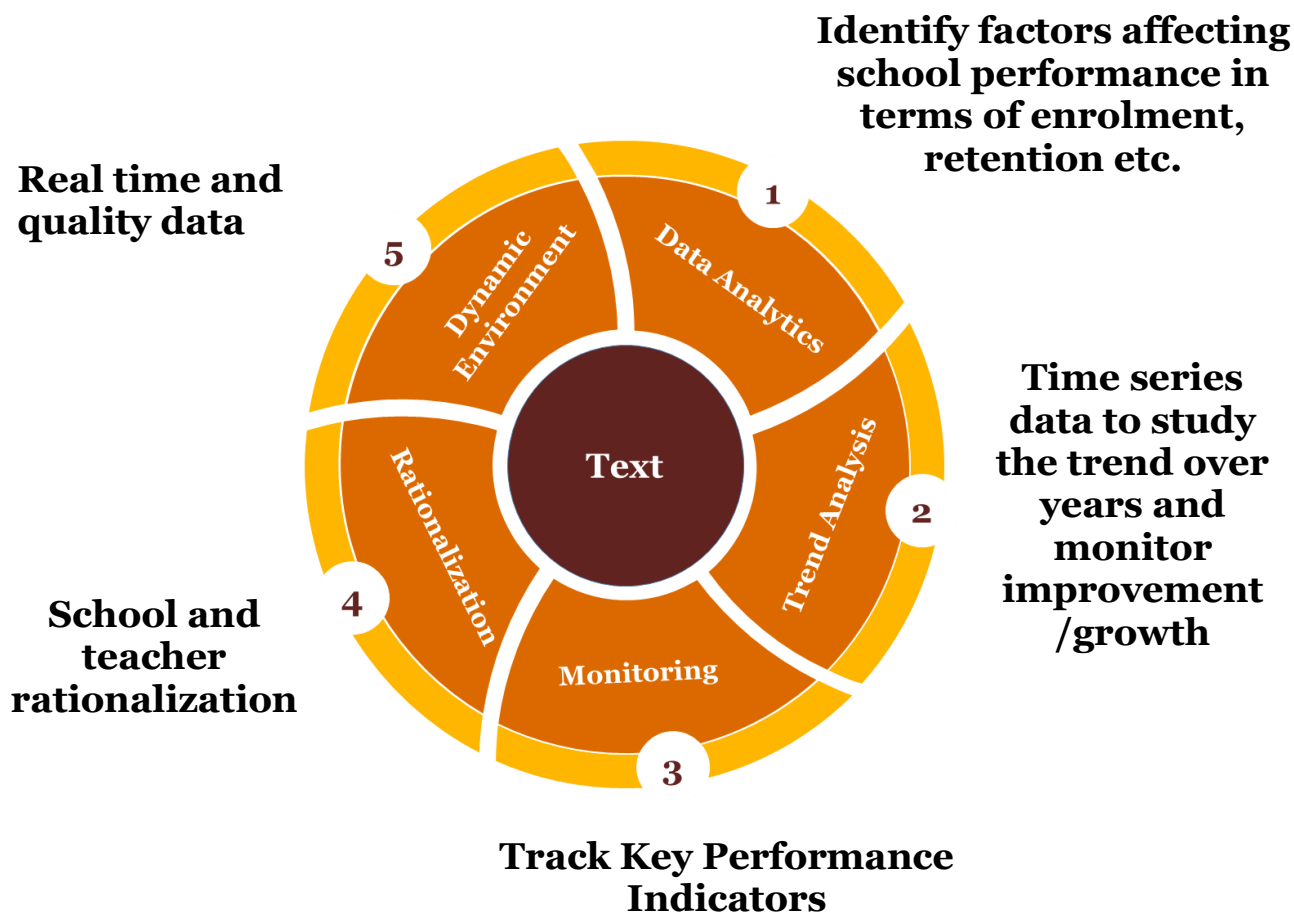 Identify factors affecting
school performance in
terms of enrolment,
retention etc.
1
Data Analytics
Time series
data to study
the trend over
years and
monitor
improvement
/growth
2
Trend Analysis
3
Monitoring
Track Key Performance
Indicators
4
Rationalization
School and
teacher
rationalization
5
Dynamic
Environment
Real time and
quality data
Text